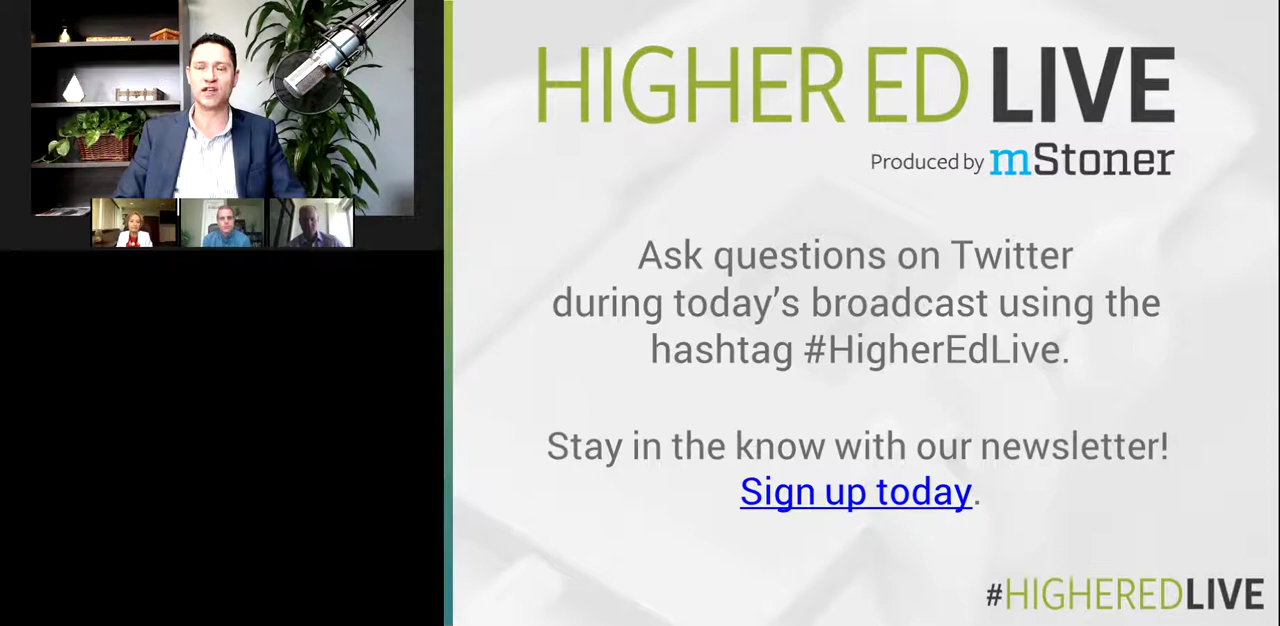 HIGHER ED LIVE
Produced by mStoner
Ask questions on Twitter
during today’s broadcast using the
hashtag #HigherEdLive.
Stay in the know with our newsletter!
Sign up today.
#HIGHEREDLIVE